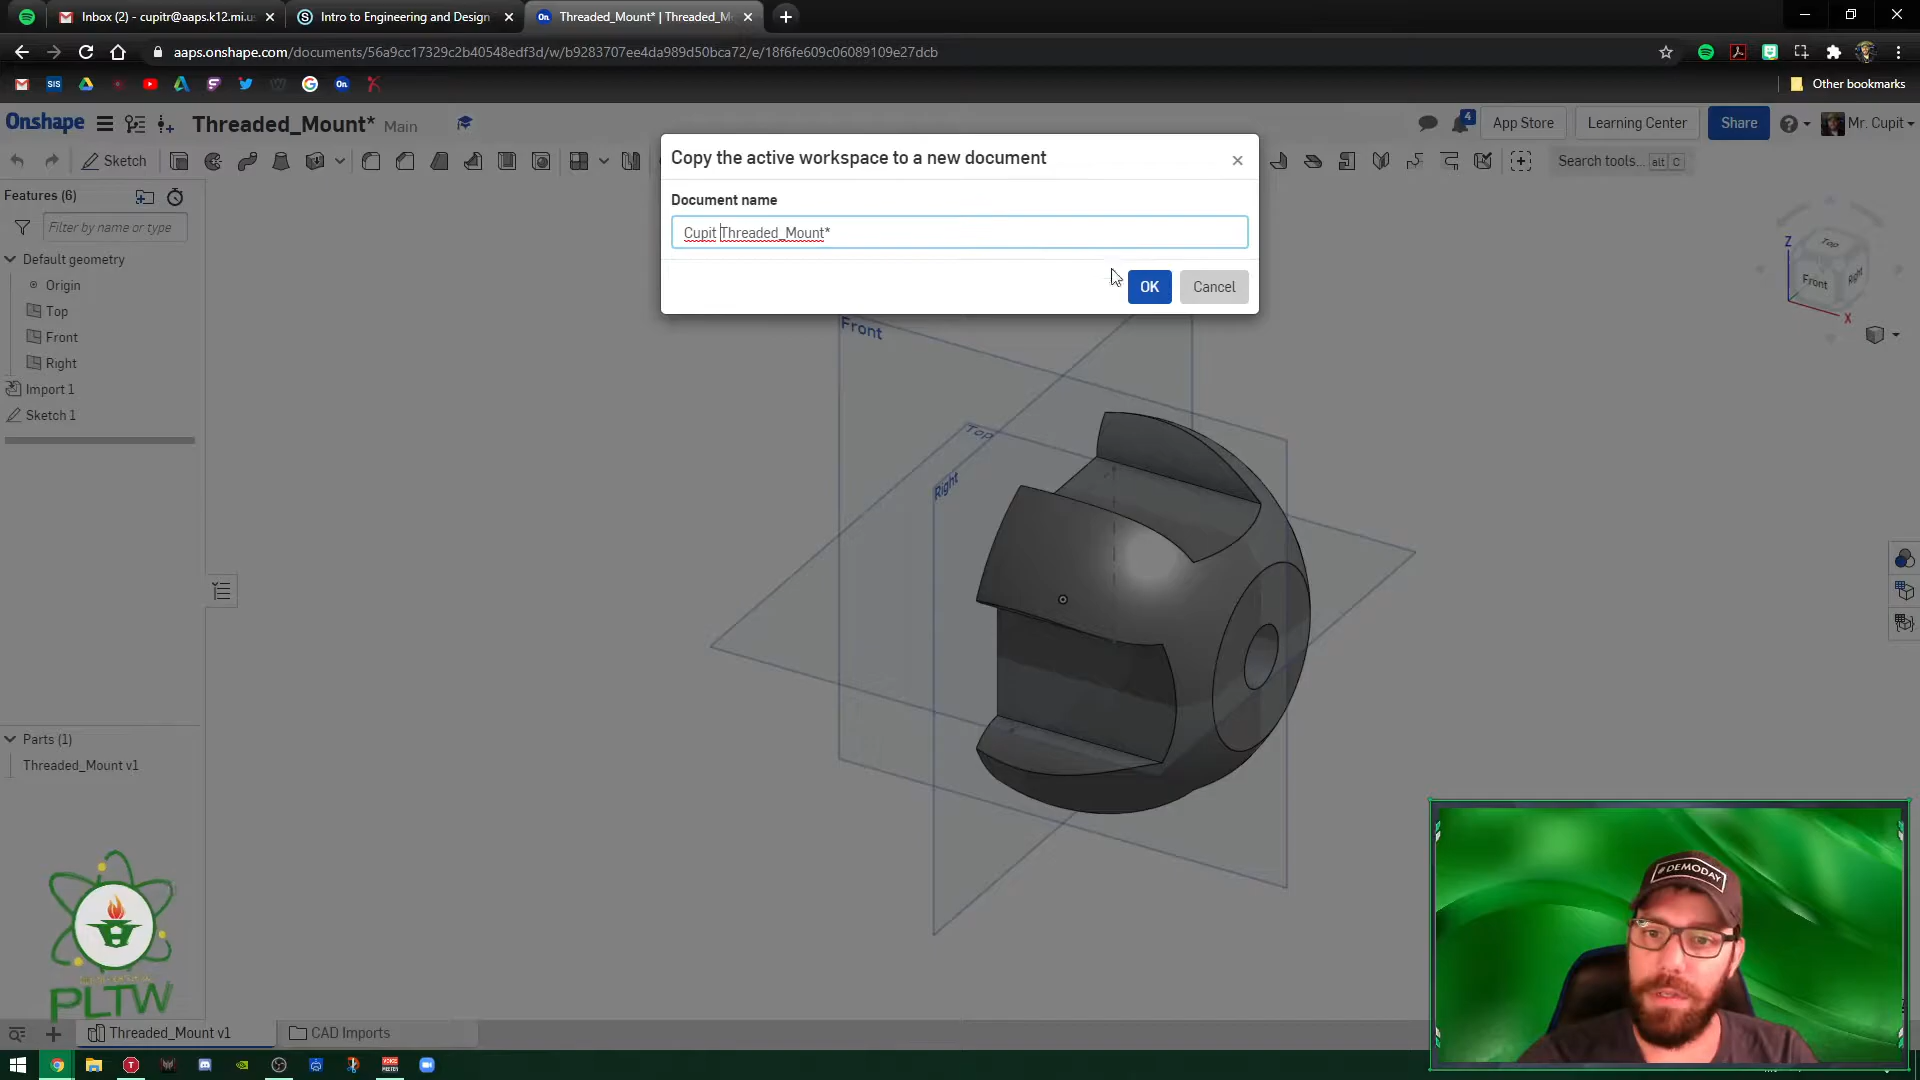 Inbox (2) - cupitr@aaps.k12.mi.us
Intro to Engineering and Design
Threaded_Mount* | Threaded_M
aaps.onshape.com/documents/56a9cc17329c2b40548edf3d/w/b9283707ee4da989d50bca72/e/18f6fe609c06089109e27dcb
SIS
On
Other bookmarks
Onshape
Threaded_Mount* Main
4
App Store
Learning Center
Share
Mr. Cupit
Sketch
Search tools... alt C
Copy the active workspace to a new document
Document name
Cupit Threaded_Mount*
OK
Cancel
Features (6)
Filter by name or type
Default geometry
Origin
Top
Front
Right
Import 1
Sketch 1
Front
Top
Right
Z
Top
Front
Right
X
Parts (1)
Threaded_Mount v1
# DEMODAY
PLTW
Threaded_Mount v1
CAD Imports